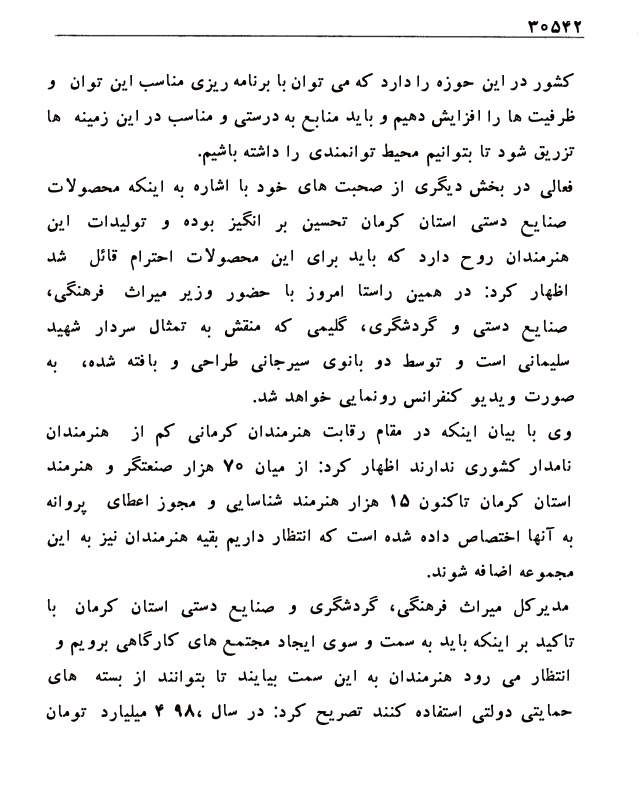 ۳۰۵۴۲
کشور در این حوزه را دارد که می توان با برنامه ریزی مناسب این توان و
ظرفیت ها را افزایش دهیم و باید منابع به درستی و مناسب در این زمینه ها
تزریق شود تا بتوانیم محیط توانمندی را داشته باشیم.
فعالی در بخش دیگری از صحبت های خود با اشاره به اینکه محصولات
صنایع دستی استان کرمان تحسین بر انگیز بوده و تولیدات این
هنرمندان روح دارد که باید برای این محصولات احترام قائل شد
اظهار کرد: در همین راستا امروز با حضور وزیر میراث فرهنگی،
صنایع دستی و گردشگری، گلیمی که منقش به تمثال سردار شهید
سلیمانی است و توسط دو بانوی سیرجانی طراحی و بافته شده، به
صورت ویدیو کنفرانس رونمایی خواهد شد.
وی با بیان اینکه در مقام رقابت هنرمندان کرمانی کم از هنرمندان
نامدار کشوری ندارند اظهار کرد: از میان ۷۰ هزار صنعتگر و هنرمند
استان کرمان تاکنون ۱۵ هزار هنرمند شناسایی و مجوز اعطای پروانه
به آنها اختصاص داده شده است که انتظار داریم بقیه هنرمندان نیز به این
مجموعه اضافه شوند.
مدیرکل میراث فرهنگی، گردشگری و صنایع دستی استان کرمان با
تاکید بر اینکه باید به سمت و سوی ایجاد مجتمع های کارگاهی برویم و
انتظار می رود هنرمندان به این سمت بیایند تا بتوانند از بسته های
حمایتی دولتی استفاده کنند تصریح کرد: در سال ،۹۸ ۴ میلیارد تومان